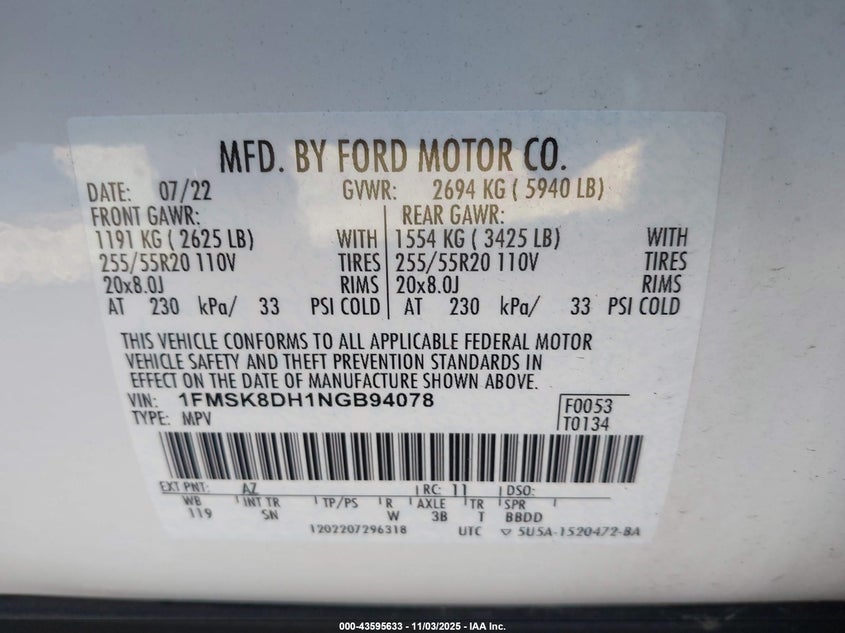 MFD. BY FORD MOTOR CO.
DATE: 07/22 GVWR: 2694 KG ( 5940 LB)
FRONT GAWR: REAR GAWR:
1191 KG ( 2625 LB) WITH 1554 KG ( 3425 LB) WITH
255/55R20 110V TIRES 255/55R20 110V TIRES
20x8.0J RIMS 20x8.0J RIMS
AT 230 kPa/ 33 PSI COLD AT 230 kPa/ 33 PSI COLD
THIS VEHICLE CONFORMS TO ALL APPLICABLE FEDERAL MOTOR
VEHICLE SAFETY AND THEFT PREVENTION STANDARDS IN
EFFECT ON THE DATE OF MANUFACTURE SHOWN ABOVE.
VIN: 1FMSK8DH1NGB94078 F0053
TYPE: MPV T0134
EXT PNT: AZ RC: 11 DSO:
WB INT TR TP/PS R AXLE TR SPR
119 SN W 3B T BBDD
1202207296318 UTC ▽ 5U5A-1520472-BA
000-43595633 - 11/03/2025 - IAA Inc.